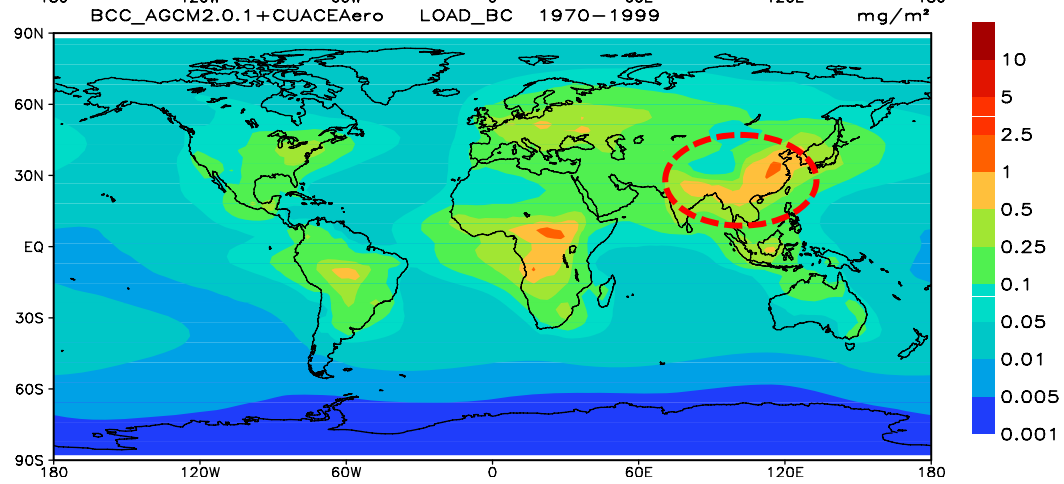 BCC_AGCM2.0.1+CUACEAero LOAD_BC 1970-1999 mg/m²
90N
60N
30N
EQ
30S
60S
90S
180 120W 60W 0 60E 120E 180
10
5
2.5
1
0.5
0.25
0.1
0.05
0.01
0.005
0.001